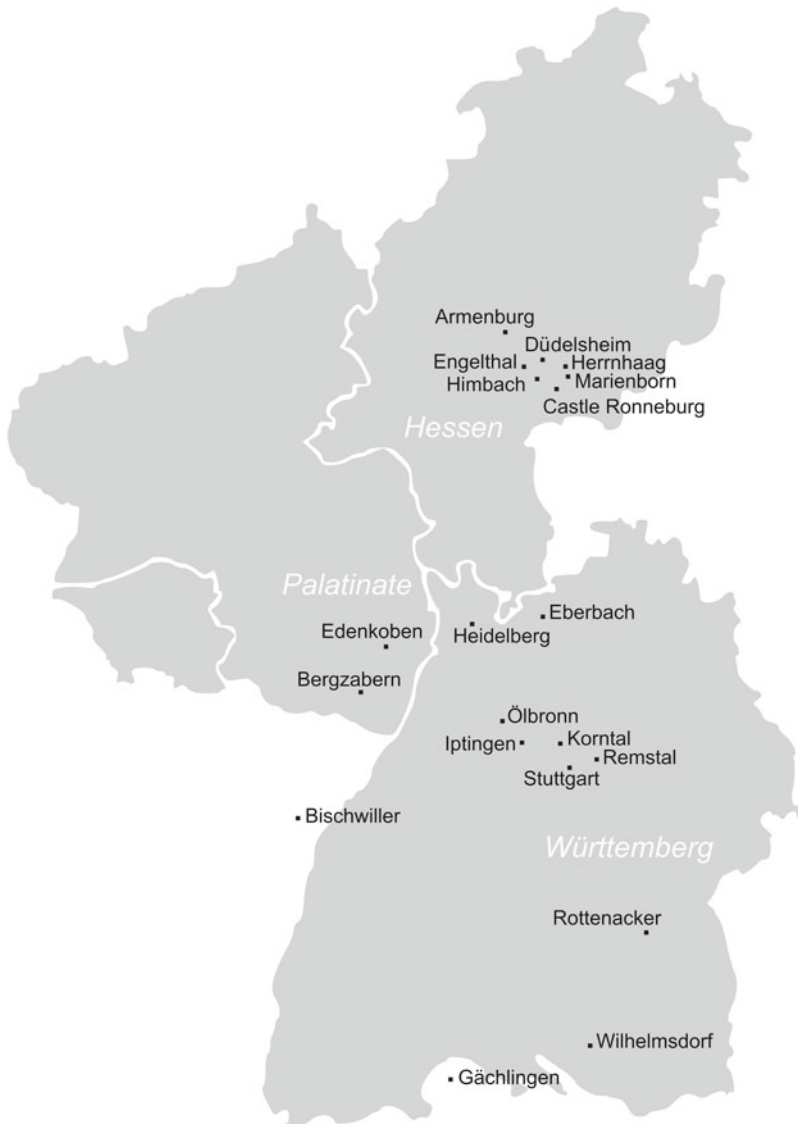 Armenburg
Düdelsheim
Engelthal
Herrnhaag
Himbach
Marienborn
Castle Ronneburg
Hessen
Palatinate
Eberbach
Edenkoben
Heidelberg
Bergzabern
Ölbronn
Iptingen
Korntal
Remstal
Stuttgart
Bischwiller
Württemberg
Rottenacker
Wilhelmsdorf
Gächlingen